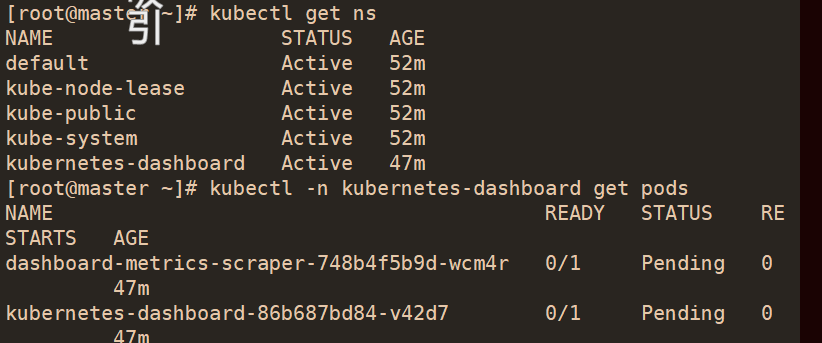 [root@master ~]# kubectl get ns
NAME                   STATUS   AGE
default                Active   52m
kube-node-lease        Active   52m
kube-public            Active   52m
kube-system            Active   52m
kubernetes-dashboard   Active   47m
[root@master ~]# kubectl -n kubernetes-dashboard get pods
NAME                                         READY   STATUS    RE
STARTS   AGE
dashboard-metrics-scraper-748b4f5b9d-wcm4r   0/1     Pending   0
         47m
kubernetes-dashboard-86b687bd84-v42d7        0/1     Pending   0
         47m